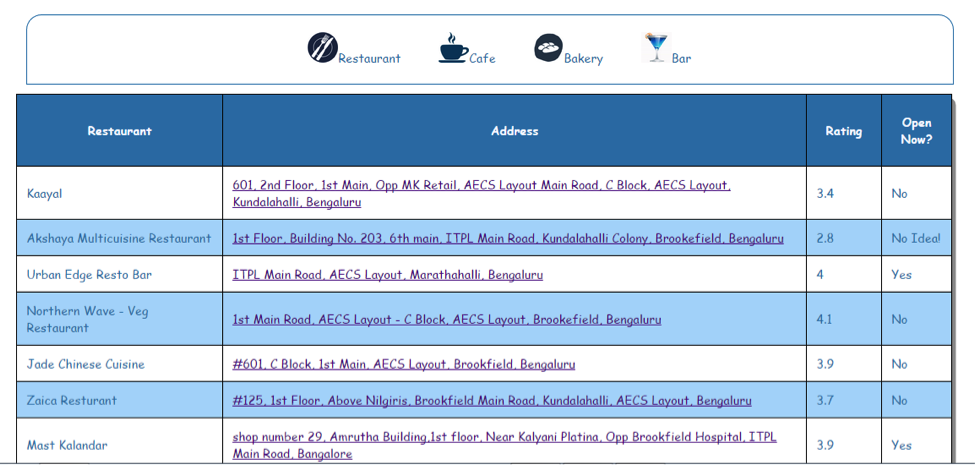 Restaurant Cafe Bakery Bar
Restaurant Address Rating Open
Now?
Kaayal 601, 2nd Floor, 1st Main, Opp MK Retail, AECS Layout Main Road, C Block, AECS Layout,
Kundalahalli, Bengaluru 3.4 No
Akshaya Multicuisine Restaurant 1st Floor, Building No. 203, 6th main, ITPL Main Road, Kundalahalli Colony, Brookefield, Bengaluru 2.8 No Idea!
Urban Edge Resto Bar ITPL Main Road, AECS Layout, Marathahalli, Bengaluru 4 Yes
Northern Wave - Veg
Restaurant 1st Main Road, AECS Layout - C Block, AECS Layout, Brookefield, Bengaluru 4.1 No
Jade Chinese Cuisine #601, C Block, 1st Main, AECS Layout, Brookfield, Bengaluru 3.9 No
Zaica Resturant #125, 1st Floor, Above Nilgiris, Brookfield Main Road, Kundalahalli, AECS Layout, Bengaluru 3.7 No
Mast Kalandar shop number 29, Amrutha Building,1st floor, Near Kalyani Platina, Opp Brookfield Hospital, ITPL
Main Road, Bangalore 3.9 Yes